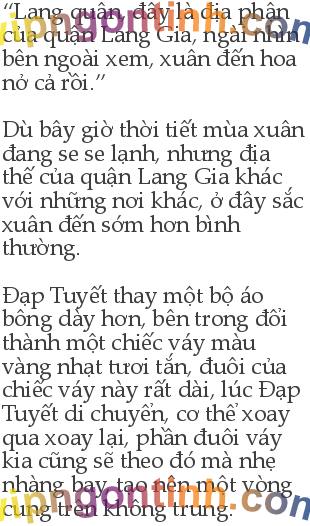 “Lang quân, đây là địa phận
của quận Lang Gia, ngài nhìn
bên ngoài xem, xuân đến hoa
nở cả rồi.”
Dù bây giờ thời tiết mùa xuân
đang se se lạnh, nhưng địa
thế của quận Lang Gia khác
với những nơi khác, ở đây sắc
xuân đến sớm hơn bình
thường.
Đạp Tuyết thay một bộ áo
bông dày hơn, bên trong đổi
thành một chiếc váy màu
vàng nhạt tươi tắn, đuôi của
chiếc váy này rất dài, lúc Đạp
Tuyết di chuyển, cơ thể xoay
qua xoay lại, phần đuôi váy
kia cũng sẽ theo đó mà nhẹ
nhàng bay, tạo nên một vòng
cung trên không trung.
vipngontinh.com
vipngontinh.com